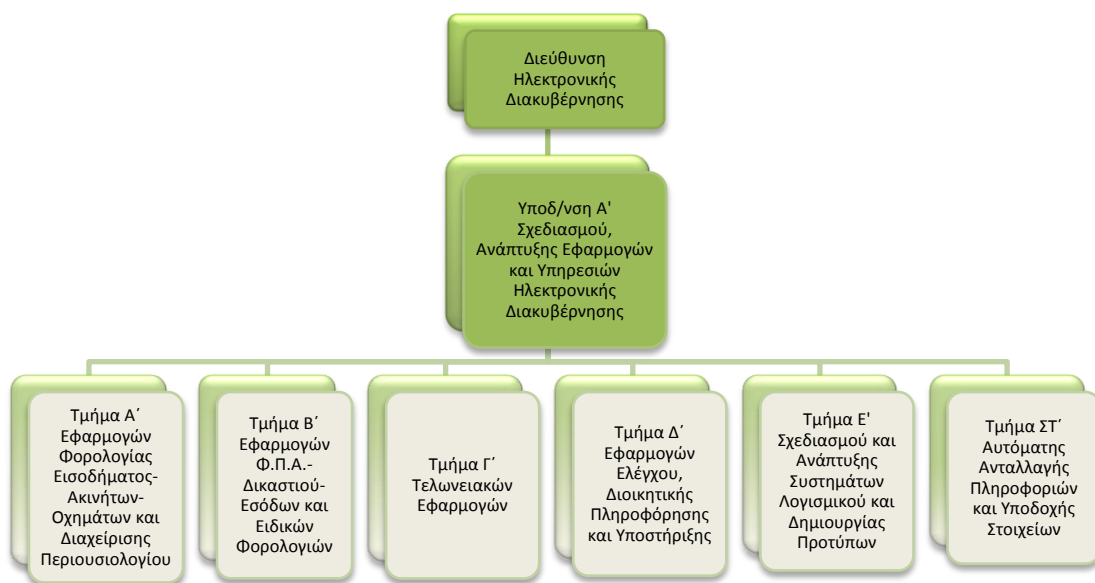 Διεύθυνση
Ηλεκτρονικής
Διακυβέρνησης
Υποδ/νση Α'
Σχεδιασμού,
Ανάπτυξης Εφαρμογών
και Υπηρεσιών
Ηλεκτρονικής
Διακυβέρνησης
Τμήμα Α΄
Εφαρμογών
Φορολογίας
Εισοδήματος-
Ακινήτων-
Οχημάτων και
Διαχείρισης
Περιουσιολογίου
Τμήμα Β΄
Εφαρμογών
Φ.Π.Α.-
Δικαστιού-
Εσόδων και
Ειδικών
Φορολογιών
Τμήμα Γ΄
Τελωνειακών
Εφαρμογών
Τμήμα Δ΄
Εφαρμογών
Ελέγχου,
Διοικητικής
Πληροφόρησης
και Υποστήριξης
Τμήμα Ε'
Σχεδιασμού και
Ανάπτυξης
Συστημάτων
Λογισμικού και
Δημιουργίας
Προτύπων
Τμήμα ΣΤ΄
Αυτόματης
Ανταλλαγής
Πληροφοριών
και Υποδοχής
Στοιχείων